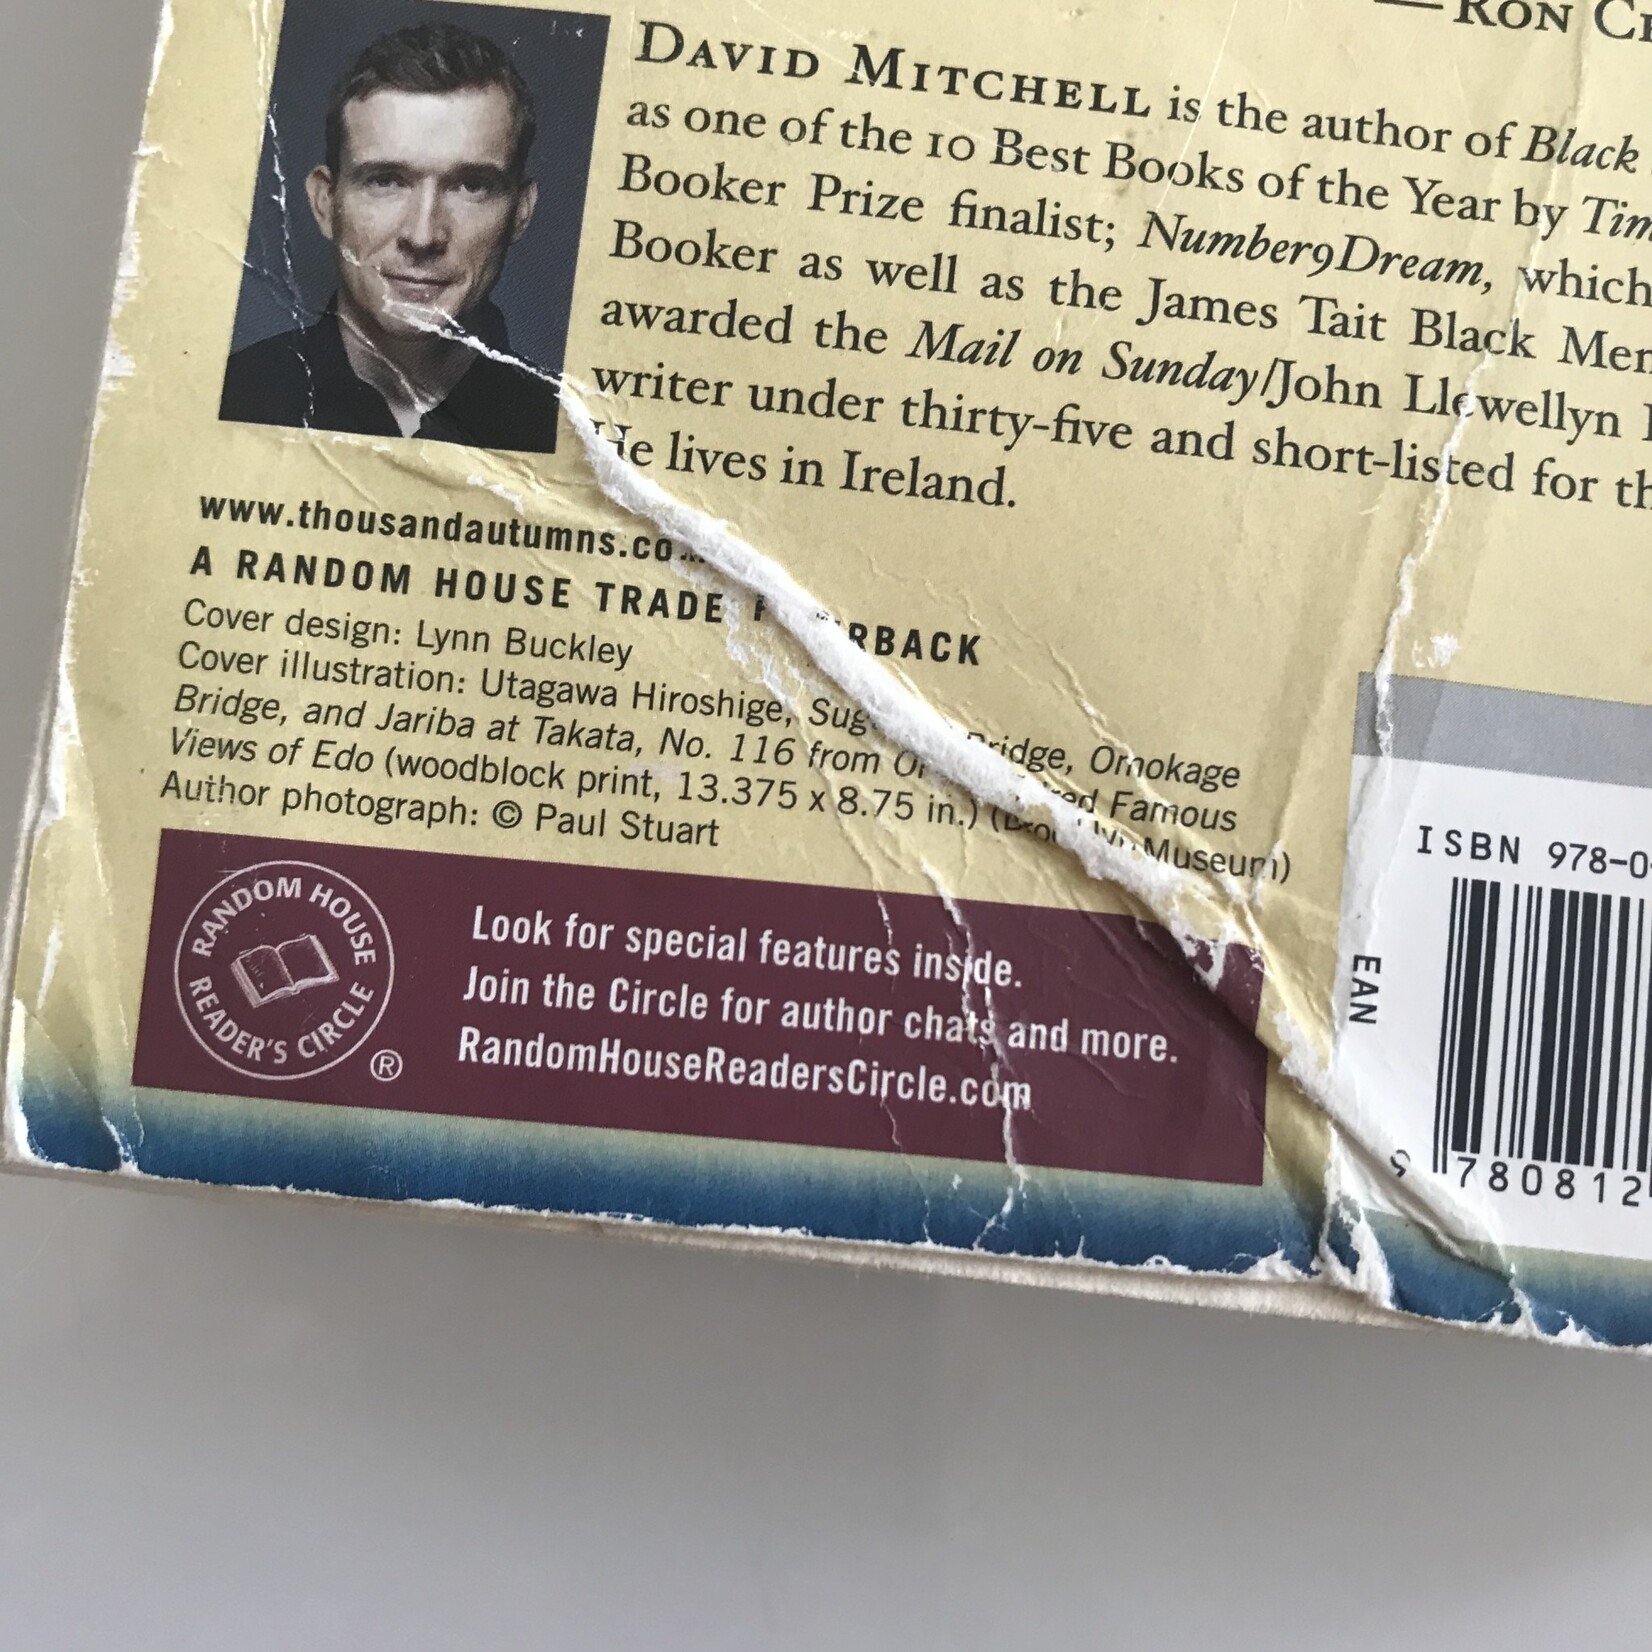 — RON
DAVID MITCHELL is the author of Black
as one of the 10 Best Books of the Year by
Booker Prize finalist; Number9Dream, which
Booker as well as the James Tait Black
awarded the Mail on Sunday/John Llewellyn
writer under thirty-five and short-listed for
He lives in Ireland.
www.thousandautumns.co
A RANDOM HOUSE TRADE
Cover design: Lynn Buckley
Cover illustration: Utagawa Hiroshige, Bridge, Omokage
Bridge, and Jariba at Takata, No. 116 from Famous
Views of Edo (woodblock print, 13.375 x 8.75 in.) Museum)
Author photograph: © Paul Stuart
RANDOM HOUSE
READER'S CIRCLE
®
Look for special features inside.
Join the Circle for author chats and more.
RandomHouseReadersCircle.com
ISBN 978-0
EAN
780812